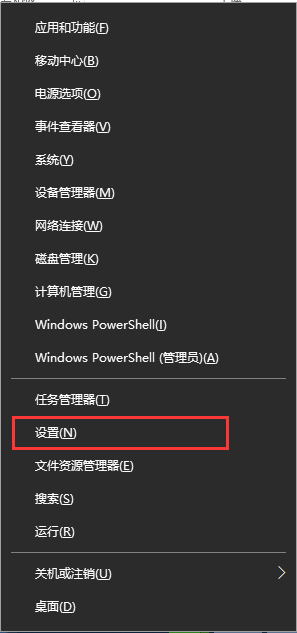 应用和功能(F)
移动中心(B)
电源选项(O)
事件查看器(V)
系统(Y)
设备管理器(M)
网络连接(W)
磁盘管理(K)
计算机管理(G)
Windows PowerShell(I)
Windows PowerShell (管理员)(A)
任务管理器(T)
设置(N)
文件资源管理器(E)
搜索(S)
运行(R)
关机或注销(U)
桌面(D)